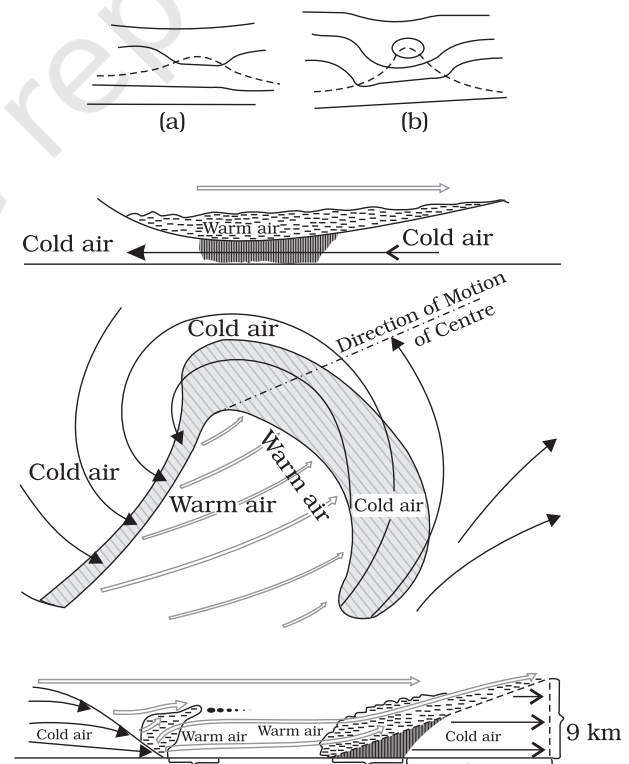 rep
(a)
(b)
Warm air
Cold air
Cold air
Direction of Motion
of Centre
Cold air
Cold air
Warm air
Warm air
Cold air
Cold air
Warm air
Warm air
Cold air
9 km